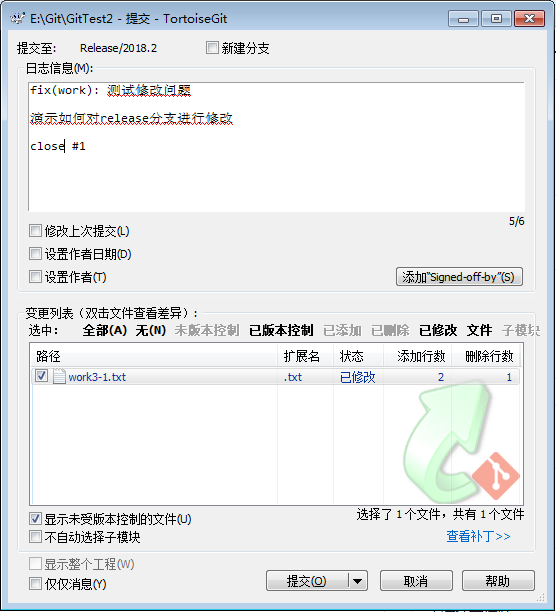 E:\Git\GitTest2 - 提交 - TortoiseGit
提交至: Release/2018.2 新建分支
日志信息(M):
fix(work): 测试修改问题
演示如何对release分支进行修改
close #1
5/6
修改上次提交(L)
设置作者日期(D)
设置作者(T) 添加"Signed-off-by"(S)
变更列表（双击文件查看差异）:
选中: 全部(A) 无(N) 未版本控制 已版本控制 已添加 已删除 已修改 文件 子模块
路径 扩展名 状态 添加行数 删除行数
work3-1.txt .txt 已修改 2 1
显示未受版本控制的文件(U) 选择了 1 个文件，共有 1 个文件
不自动选择子模块 查看补丁>>
显示整个工程(W)
仅仅消息(Y) 提交(O) 取消 帮助